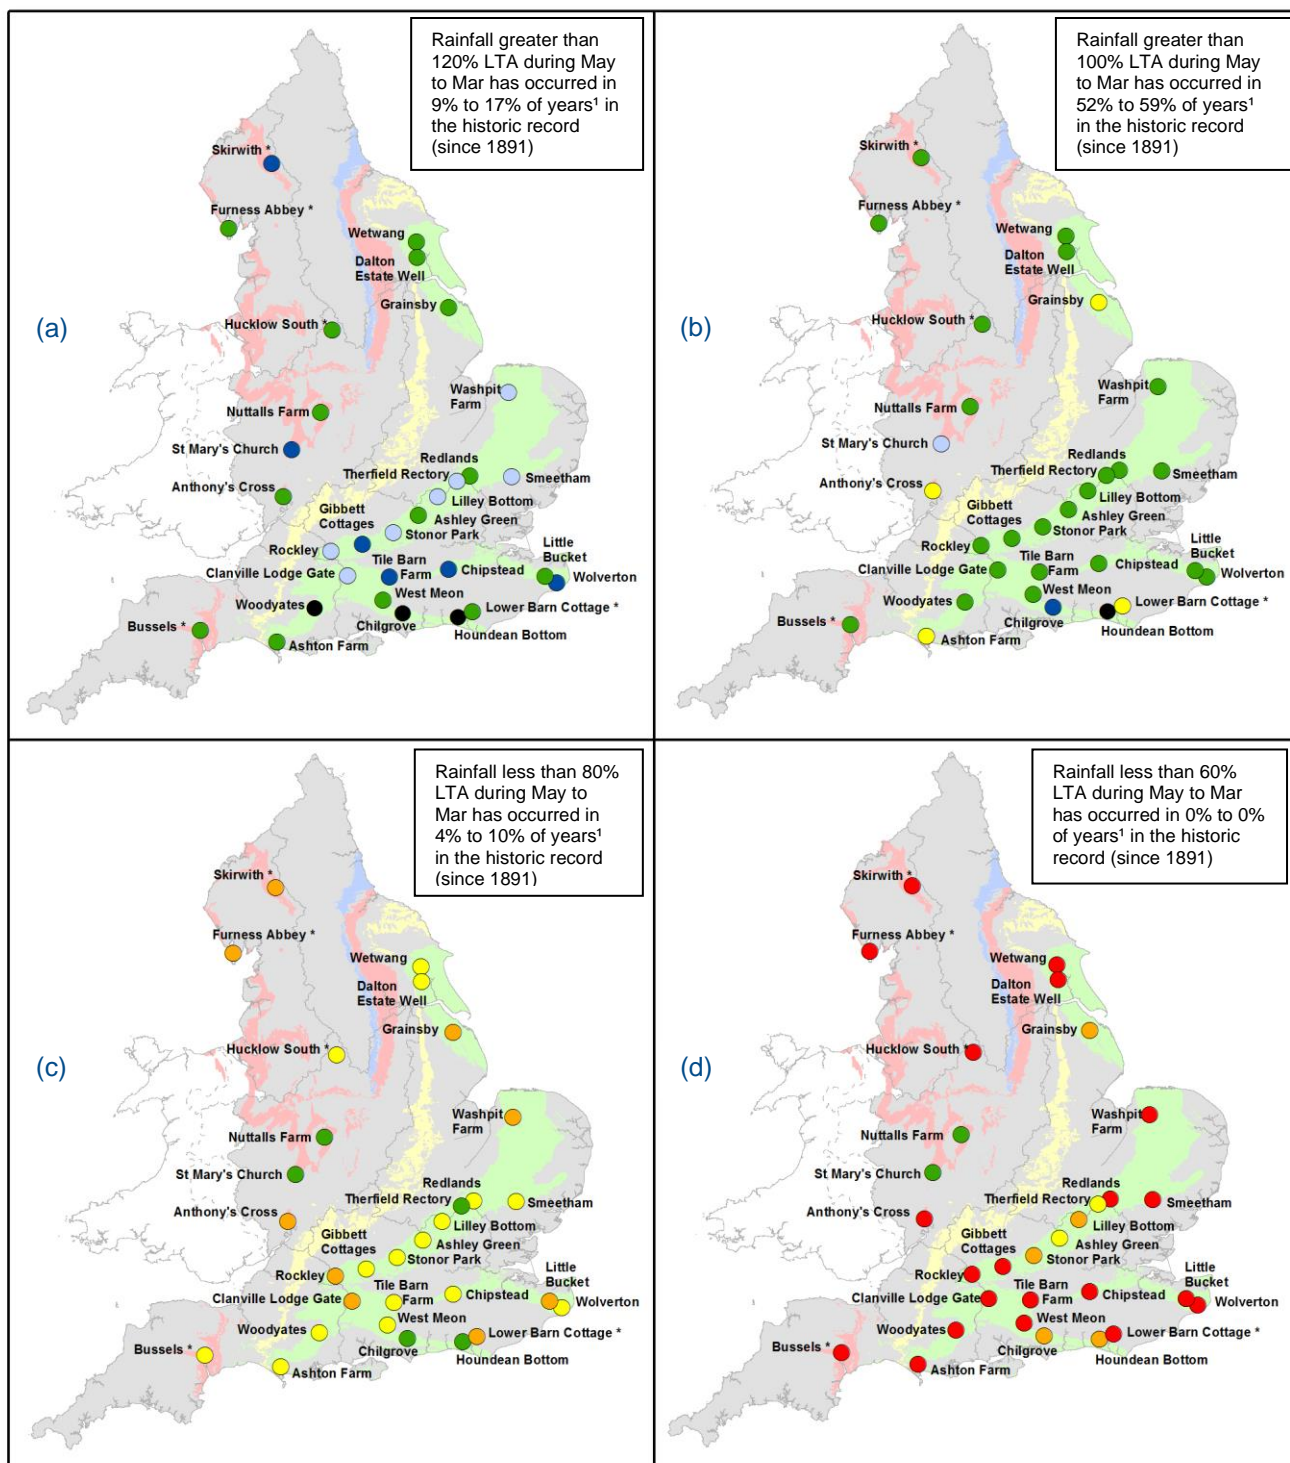 Rainfall greater than
120% LTA during May
to Mar has occurred in
9% to 17% of years¹ in
the historic record
(since 1891)
Skirwith *
Furness Abbey *
Wetwang
Dalton
Estate Well
Grainsby
(a)
Hucklow South *
Washpit
Farm
Nuttalls Farm
St Mary's Church
Redlands
Therfield Rectory
Smeetham
Anthony's Cross
Lilley Bottom
Gibbett
Cottages
Ashley Green
Stonor Park
Rockley
Little
Bucket
Tile Barn
Farm
Clanville Lodge Gate
Chipstead
Wolverton
West Meon
Woodyates
Lower Barn Cottage *
Chilgrove
Bussels *
Houndean Bottom
Ashton Farm
Rainfall greater than
100% LTA during May
to Mar has occurred in
52% to 59% of years¹
in the historic record
(since 1891)
Skirwith *
Furness Abbey *
Wetwang
Dalton
Estate Well
Grainsby
(b)
Hucklow South *
Washpit
Farm
Nuttalls Farm
St Mary's Church
Redlands
Therfield Rectory
Smeetham
Anthony's Cross
Lilley Bottom
Gibbett
Cottages
Ashley Green
Stonor Park
Rockley
Little
Bucket
Tile Barn
Farm
Clanville Lodge Gate
Chipstead
Wolverton
West Meon
Woodyates
Lower Barn Cottage *
Chilgrove
Bussels *
Houndean Bottom
Ashton Farm
Rainfall less than 80%
LTA during May to
Mar has occurred in
4% to 10% of years¹
in the historic record
(since 1891)
Skirwith *
Furness Abbey *
Wetwang
Dalton
Estate Well
Grainsby
(c)
Hucklow South *
Washpit
Farm
Nuttalls Farm
St Mary's Church
Redlands
Therfield Rectory
Smeetham
Anthony's Cross
Lilley Bottom
Gibbett
Cottages
Ashley Green
Stonor Park
Rockley
Little
Bucket
Tile Barn
Farm
Clanville Lodge Gate
Chipstead
Wolverton
West Meon
Woodyates
Lower Barn Cottage *
Chilgrove
Bussels *
Houndean Bottom
Ashton Farm
Rainfall less than 60%
LTA during May to Mar
has occurred in 0% to 0%
of years¹ in the historic
record (since 1891)
Skirwith *
Furness Abbey *
Wetwang
Dalton
Estate Well
Grainsby
(d)
Hucklow South *
Washpit
Farm
Nuttalls Farm
St Mary's Church
Redlands
Therfield Rectory
Smeetham
Anthony's Cross
Lilley Bottom
Gibbett
Cottages
Ashley Green
Stonor Park
Rockley
Little
Bucket
Tile Barn
Farm
Clanville Lodge Gate
Chipstead
Wolverton
West Meon
Woodyates
Lower Barn Cottage *
Chilgrove
Bussels *
Houndean Bottom
Ashton Farm